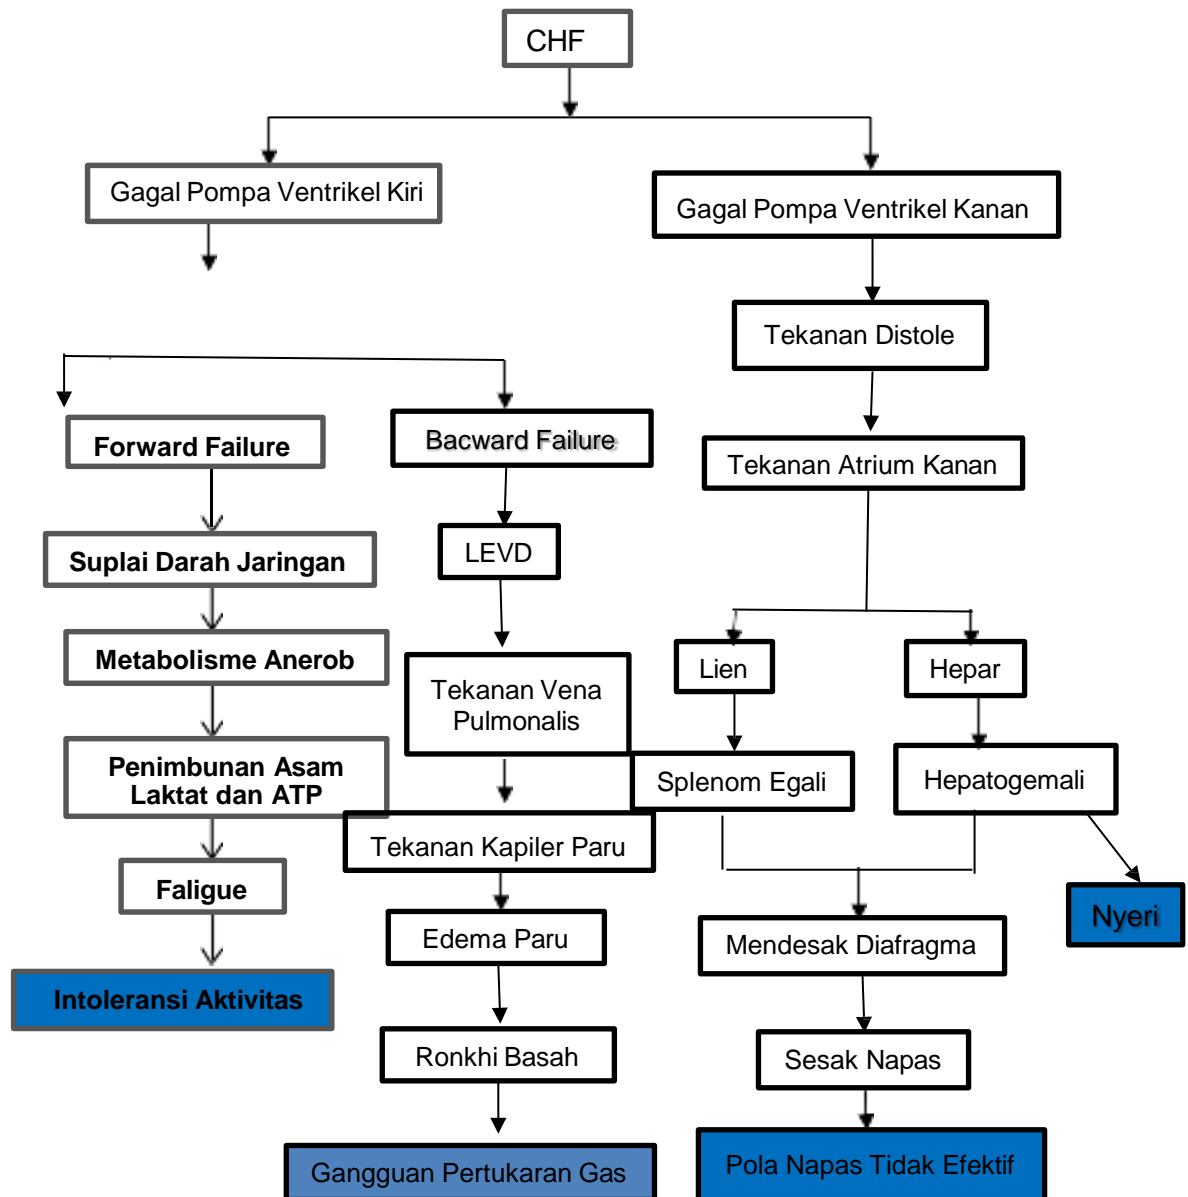 CHF
Gagal Pompa Ventrikel Kiri
Gagal Pompa Ventrikel Kanan
Tekanan Distole
Forward Failure
Bacward Failure
Tekanan Atrium Kanan
Suplai Darah Jaringan
LEVD
Metabolisme Anerob
Tekanan Vena
Pulmonalis
Lien
Hepar
Penimbunan Asam
Laktat dan ATP
Splenom Egali
Hepatogemali
Tekanan Kapiler Paru
Faligue
Nyeri
Edema Paru
Mendesak Diafragma
Intoleransi Aktivitas
Ronkhi Basah
Sesak Napas
Gangguan Pertukaran Gas
Pola Napas Tidak Efektif